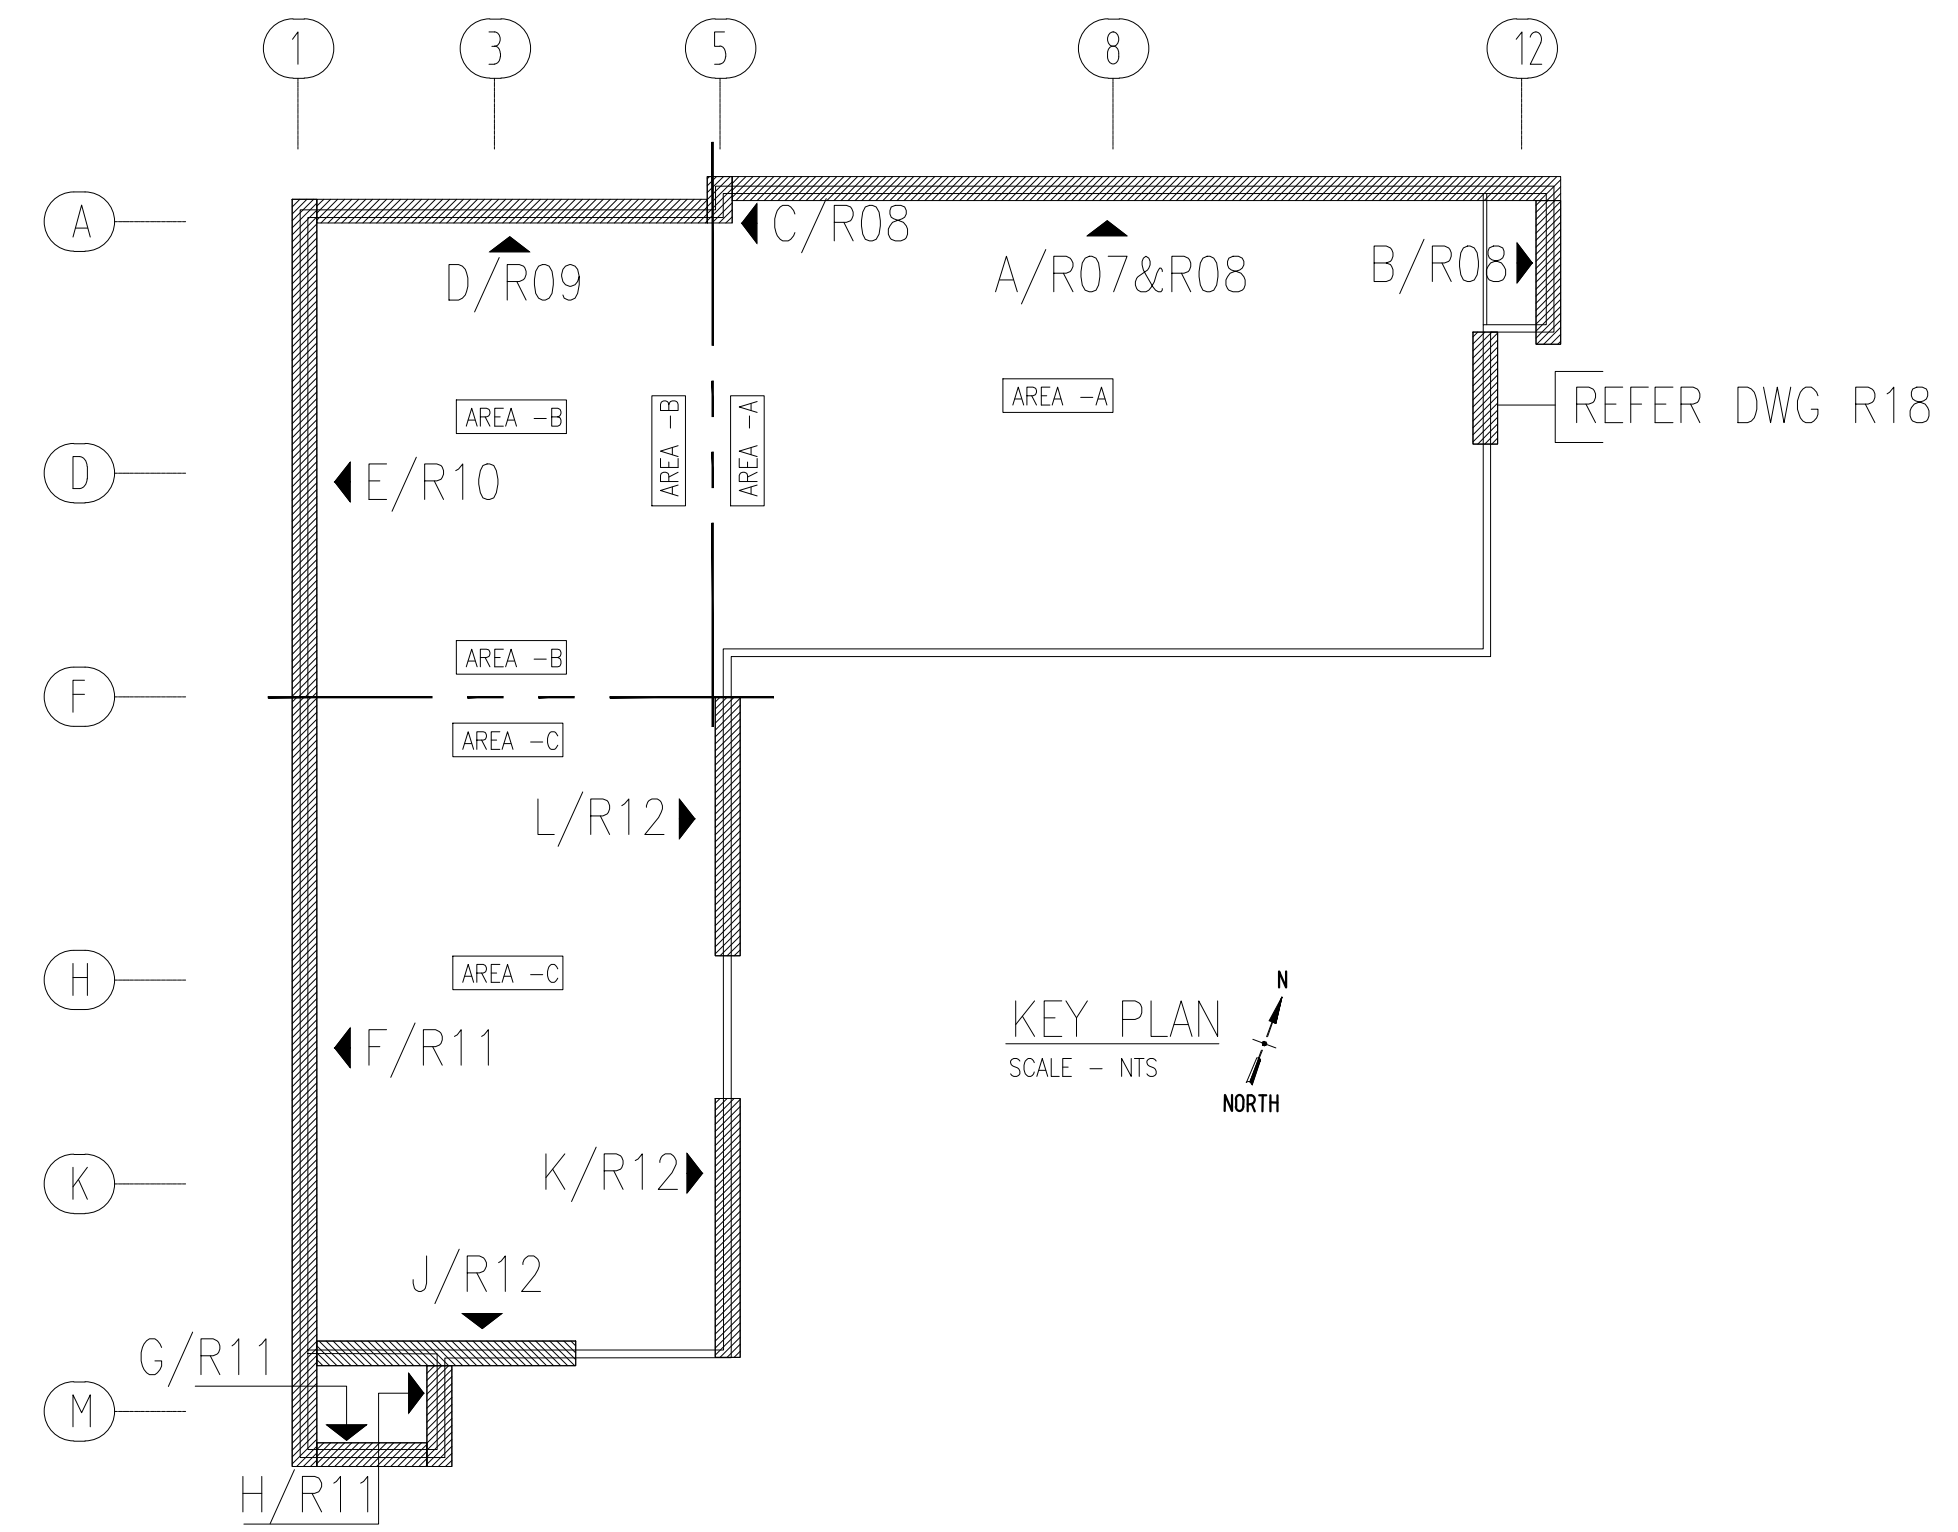 1
3
5
8
12
A
C/R08
D/R09
A/R07&R08
B/R08
AREA -B
AREA -B
AREA -A
AREA -A
REFER DWG R18
D
E/R10
AREA -B
F
AREA -C
L/R12
H
AREA -C
N
KEY PLAN
SCALE - NTS
NORTH
F/R11
K
K/R12
J/R12
G/R11
M
H/R11